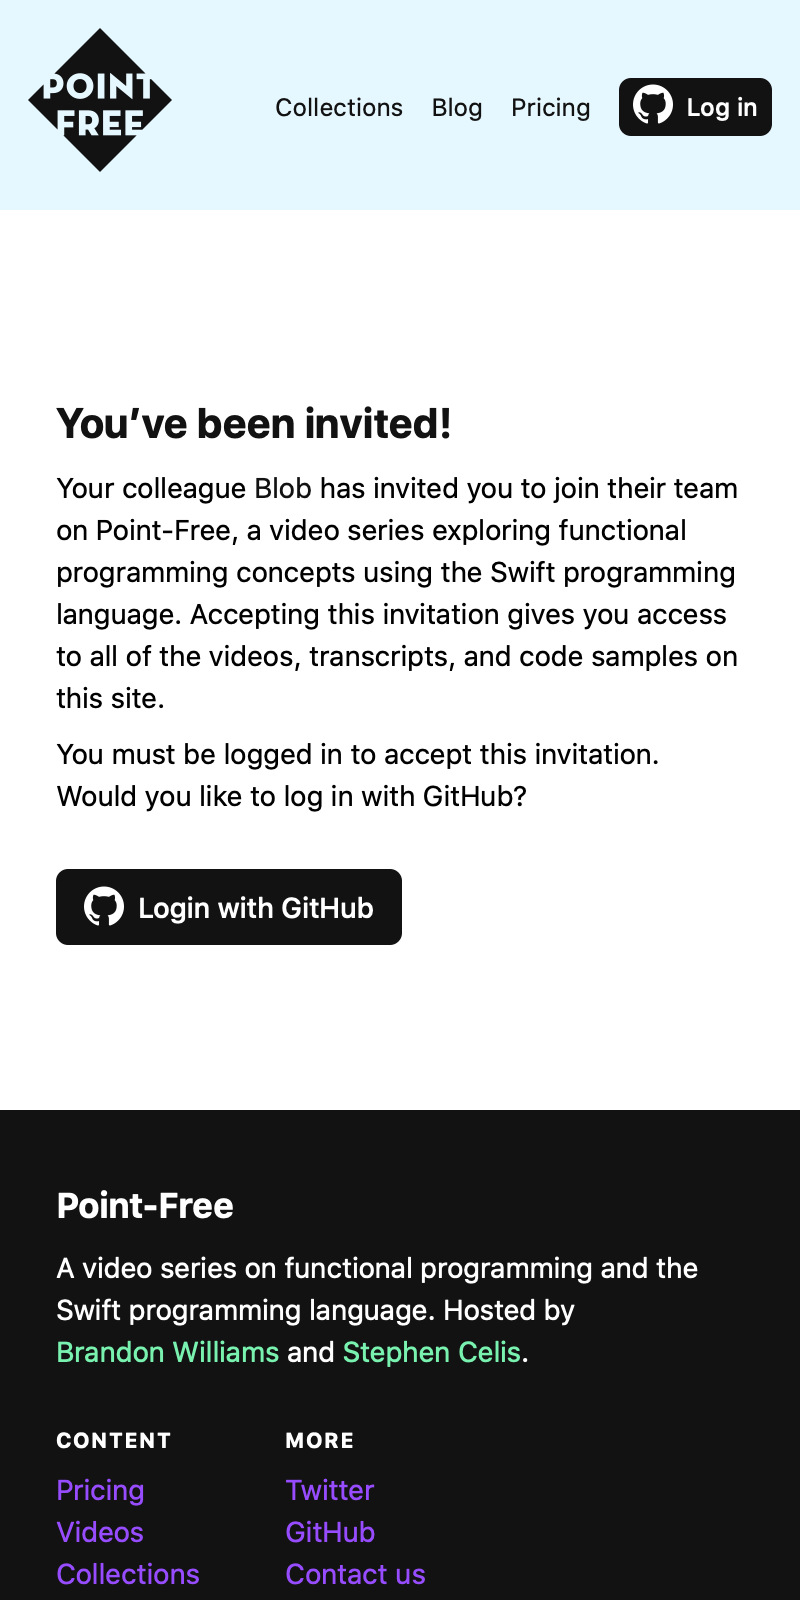 POINT
FREE
Collections Blog Pricing Log in
You’ve been invited!
Your colleague Blob has invited you to join their team
on Point-Free, a video series exploring functional
programming concepts using the Swift programming
language. Accepting this invitation gives you access
to all of the videos, transcripts, and code samples on
this site.
You must be logged in to accept this invitation.
Would you like to log in with GitHub?
Login with GitHub
Point-Free
A video series on functional programming and the
Swift programming language. Hosted by
Brandon Williams and Stephen Celis.
CONTENT
Pricing
Videos
Collections
MORE
Twitter
GitHub
Contact us